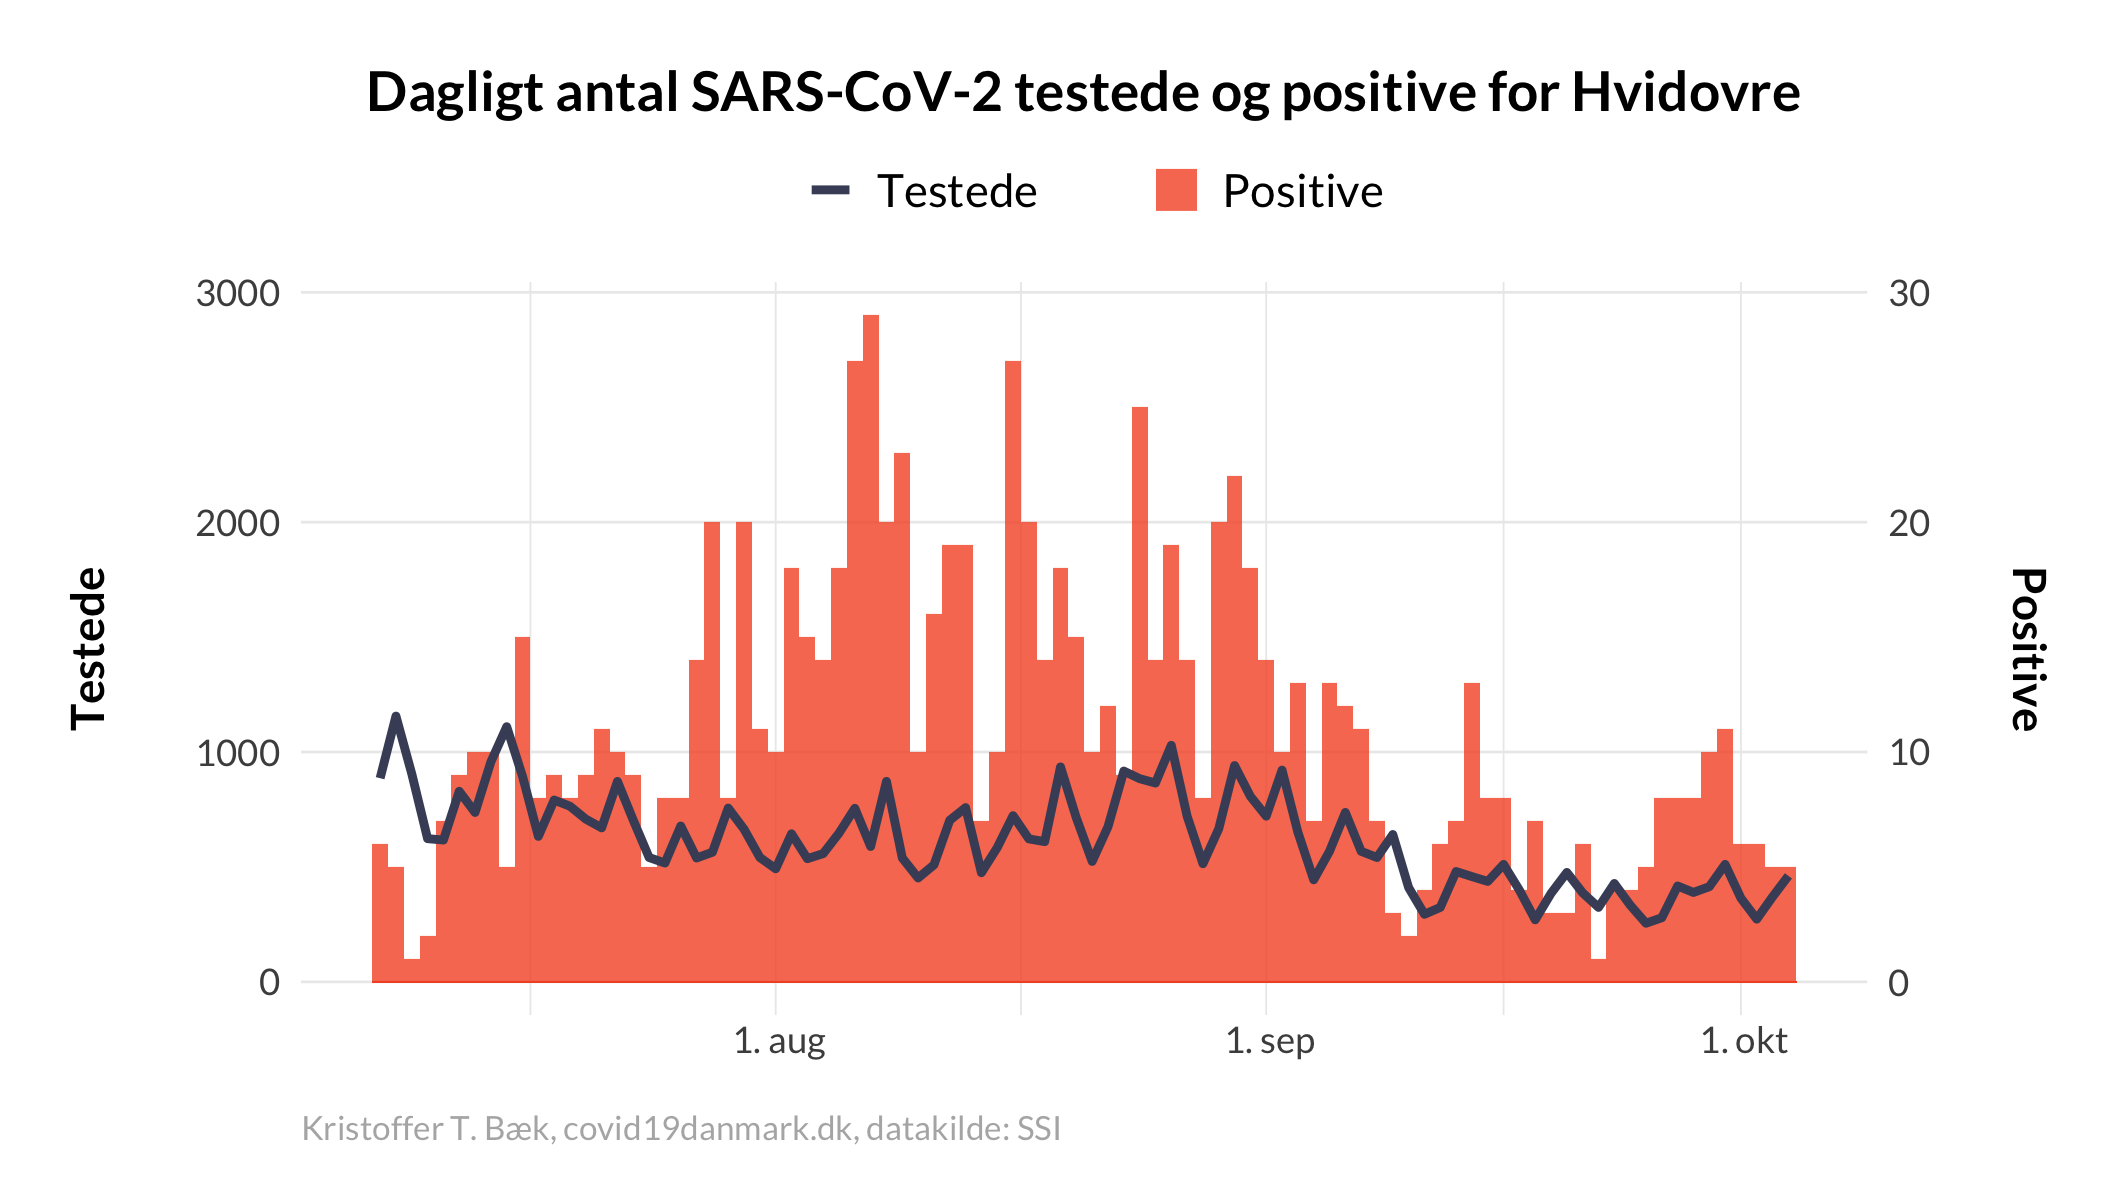 Dagligt antal SARS-CoV-2 testede og positive for Hvidovre
Testede
Positive
3000
2000
1000
0
30
20
10
0
Testede
Positive
1. aug
1. sep
1. okt
Kristoffer T. Bæk, covid19danmark.dk, datakilde: SSI